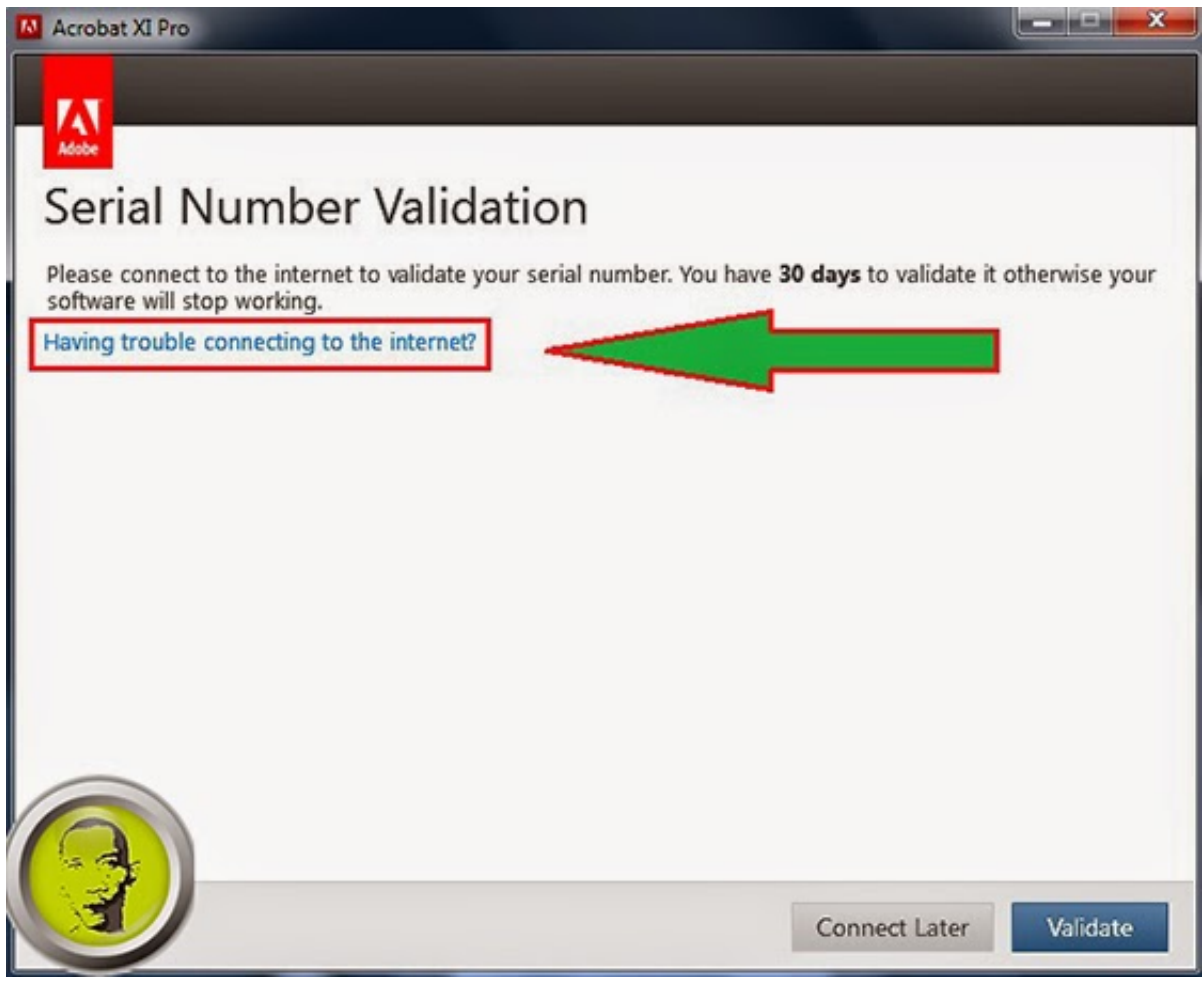 Acrobat XI Pro
Adobe
Serial Number Validation
Please connect to the internet to validate your serial number. You have 30 days to validate it otherwise your
software will stop working.
Having trouble connecting to the internet?
Connect Later
Validate